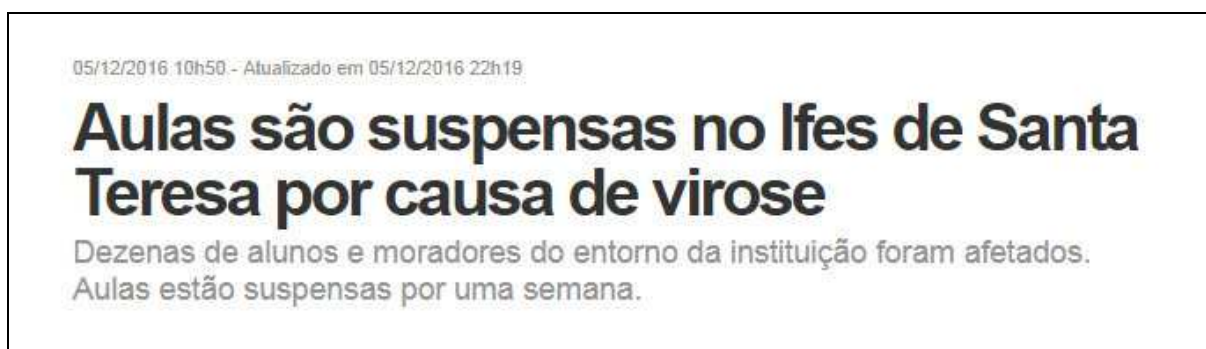 05/12/2016 10h50 - Atualizado em 05/12/2016 22h19
Aulas são suspensas no Ifes de Santa
Teresa por causa de virose
Dezenas de alunos e moradores do entorno da instituição foram afetados.
Aulas estão suspensas por uma semana.